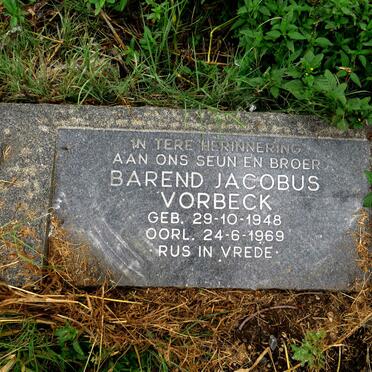 IN TERE HERINNERING
AAN ONS SEUN EN BROER
BAREND JACOBUS
VORBECK
GEB. 29-10-1948
OORL. 24-6-1969
· RUS IN VREDE ·